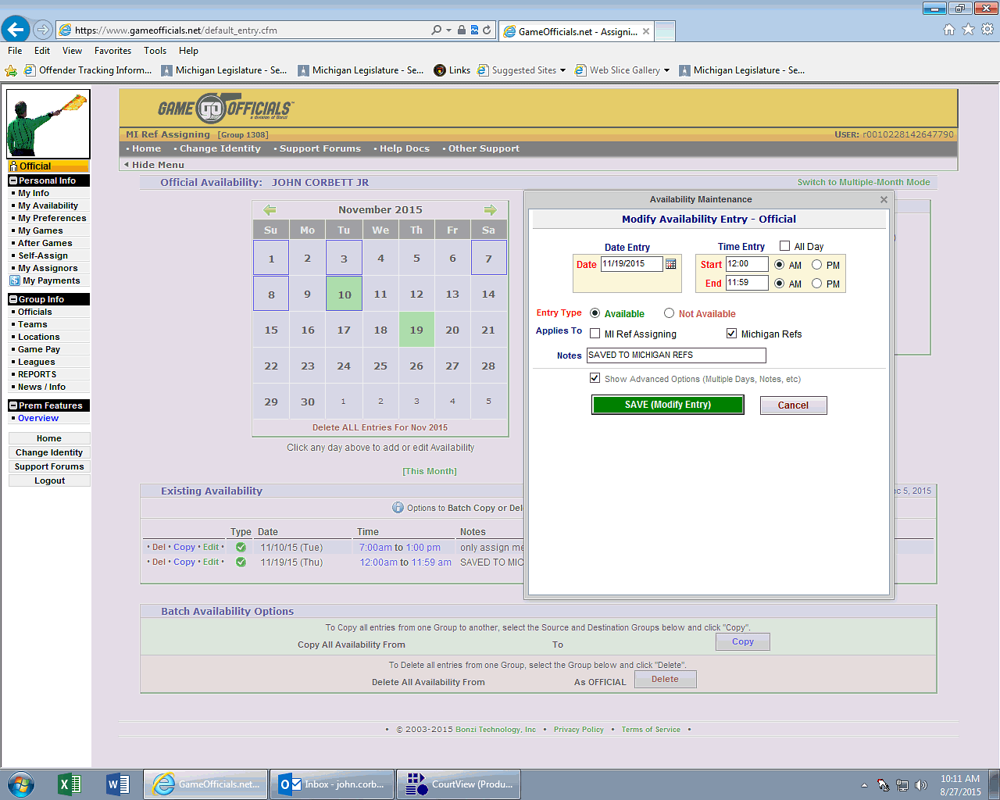 https://www.gameofficials.net/default_entry.cfm
GameOfficials.net - Assigni...
File Edit View Favorites Tools Help
Offender Tracking Inform... Michigan Legislature - Se... Michigan Legislature - Se... Links Suggested Sites Web Slice Gallery Michigan Legislature - Se...
GAME GO OFFICIALS
a division of Bonzi
MI Ref Assigning [Group 1308] USER: r0010228142647790
• Home • Change Identity • Support Forums • Help Docs • Other Support
Hide Menu
Official
Personal Info
My Info
My Availability
My Preferences
My Games
After Games
Self-Assign
My Assignors
$ My Payments
Group Info
Officials
Teams
Locations
Game Pay
Leagues
REPORTS
News / Info
Prem Features
Overview
Home
Change Identity
Support Forums
Logout
Official Availability: JOHN CORBETT JR Switch to Multiple-Month Mode
November 2015
Su Mo Tu We Th Fr Sa
1 2 3 4 5 6 7
8 9 10 11 12 13 14
15 16 17 18 19 20 21
22 23 24 25 26 27 28
29 30 1 2 3 4 5
Delete ALL Entries For Nov 2015
Click any day above to add or edit Availability
[This Month]
Availability Maintenance
Modify Availability Entry - Official
Date Entry Time Entry All Day
Date 11/19/2015 Start 12:00 AM PM
End 11:59 AM PM
Entry Type Available Not Available
Applies To MI Ref Assigning Michigan Refs
Notes SAVED TO MICHIGAN REFS
Show Advanced Options (Multiple Days, Notes, etc)
SAVE (Modify Entry) Cancel
Existing Availability ec 5, 2015
Options to Batch Copy or Del
Type Date Time Notes
• Del • Copy • Edit • 11/10/15 (Tue) 7:00am to 1:00 pm only assign me
• Del • Copy • Edit • 11/19/15 (Thu) 12:00am to 11:59 am SAVED TO MIC
Batch Availability Options
To Copy all entries from one Group to another, select the Source and Destination Groups below and click "Copy".
Copy All Availability From To Copy
To Delete all entries from one Group, select the Group below and click "Delete".
Delete All Availability From As OFFICIAL Delete
• © 2003-2015 Bonzi Technology, Inc • Privacy Policy • Terms of Service •
GameOfficials.net... Inbox - john.corb... CourtView (Produ...
10:11 AM
8/27/2015